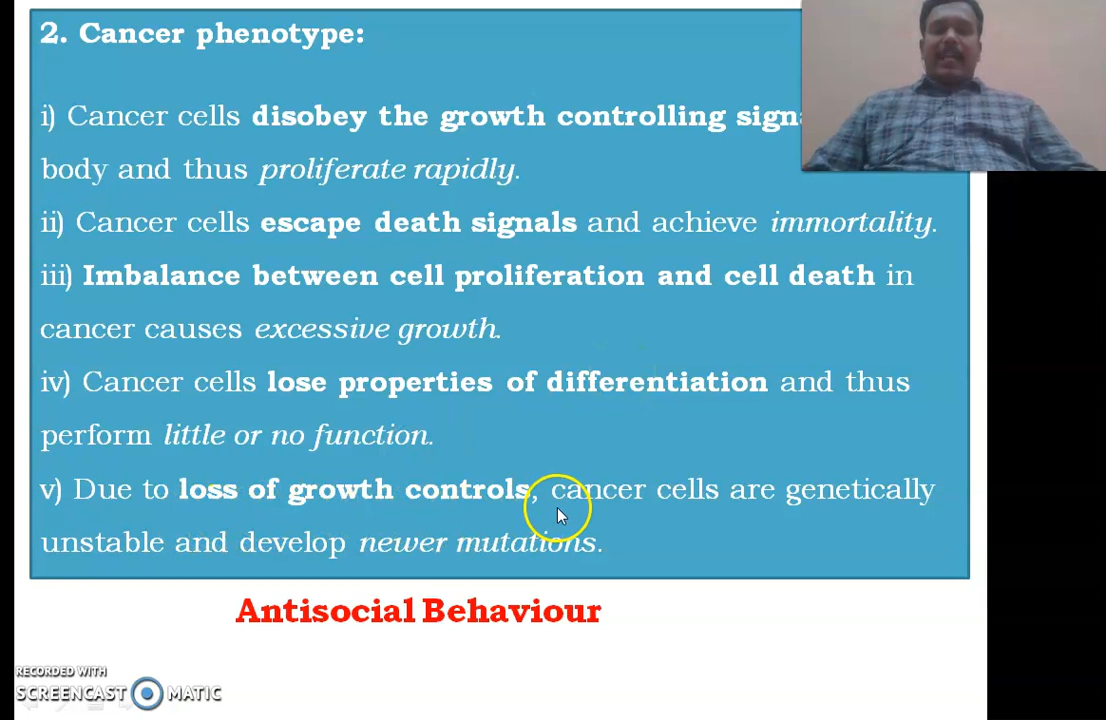 2. Cancer phenotype:
i) Cancer cells disobey the growth controlling
body and thus proliferate rapidly.
ii) Cancer cells escape death signals and achieve immortality.
iii) Imbalance between cell proliferation and cell death in
cancer causes excessive growth.
iv) Cancer cells lose properties of differentiation and thus
perform little or no function.
v) Due to loss of growth controls, cancer cells are genetically
unstable and develop newer mutations.
Antisocial Behaviour
RECORDED WITH
SCREENCAST MATIC